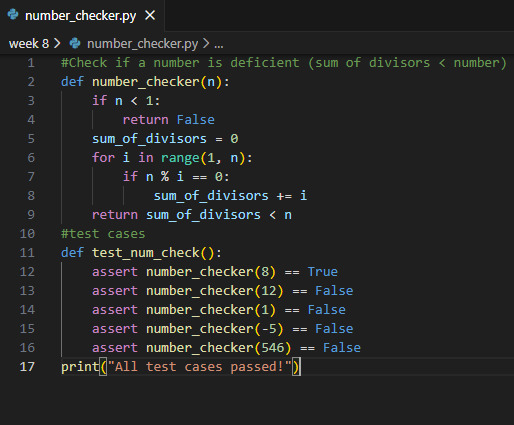 number_checker.py
week 8 > number_checker.py > ...
1 #Check if a number is deficient (sum of divisors < number)
2 def number_checker(n):
3     if n < 1:
4         return False
5     sum_of_divisors = 0
6     for i in range(1, n):
7         if n % i == 0:
8             sum_of_divisors += i
9     return sum_of_divisors < n
10 #test cases
11 def test_num_check():
12     assert number_checker(8) == True
13     assert number_checker(12) == False
14     assert number_checker(1) == False
15     assert number_checker(-5) == False
16     assert number_checker(546) == False
17 print("All test cases passed!")